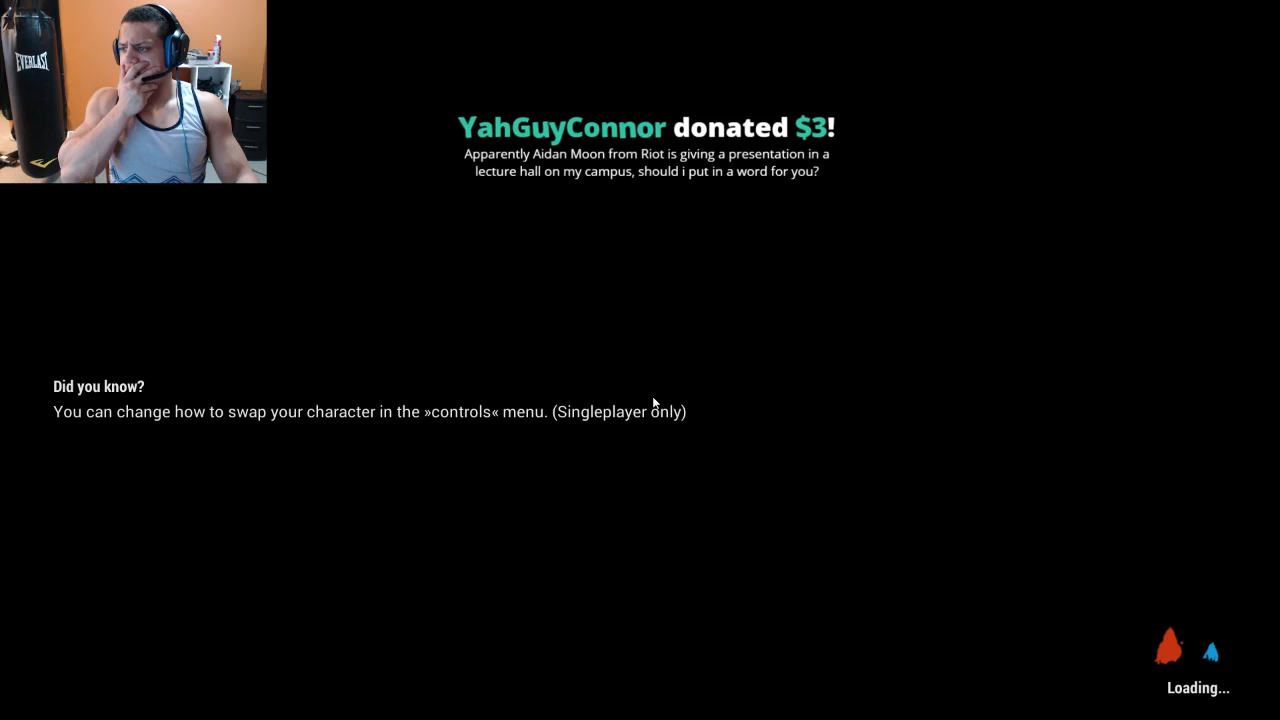 EVERLAST
YahGuyConnor donated $3!
Apparently Aidan Moon from Riot is giving a presentation in a
lecture hall on my campus, should i put in a word for you?
Did you know?
You can change how to swap your character in the »controls« menu. (Singleplayer only)
Loading...